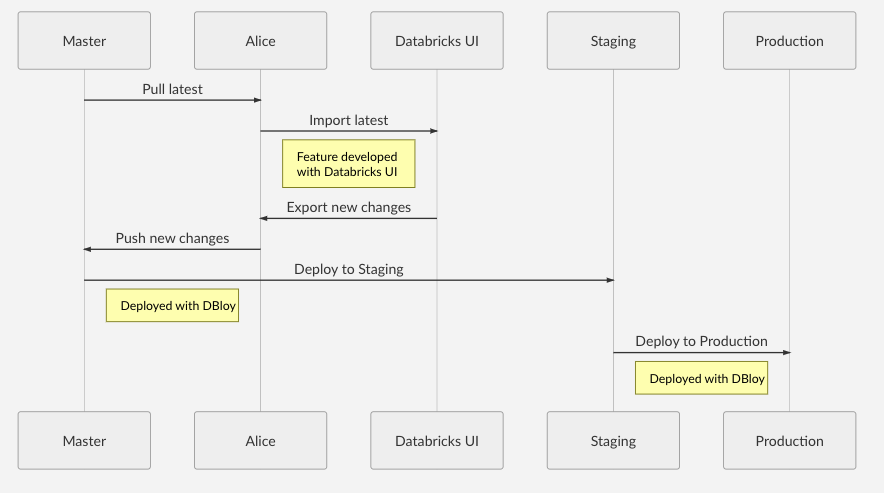 Master
Alice
Databricks UI
Staging
Production
Pull latest
Import latest
Feature developed
with Databricks UI
Export new changes
Push new changes
Deploy to Staging
Deployed with DBloy
Deploy to Production
Deployed with DBloy
Master
Alice
Databricks UI
Staging
Production